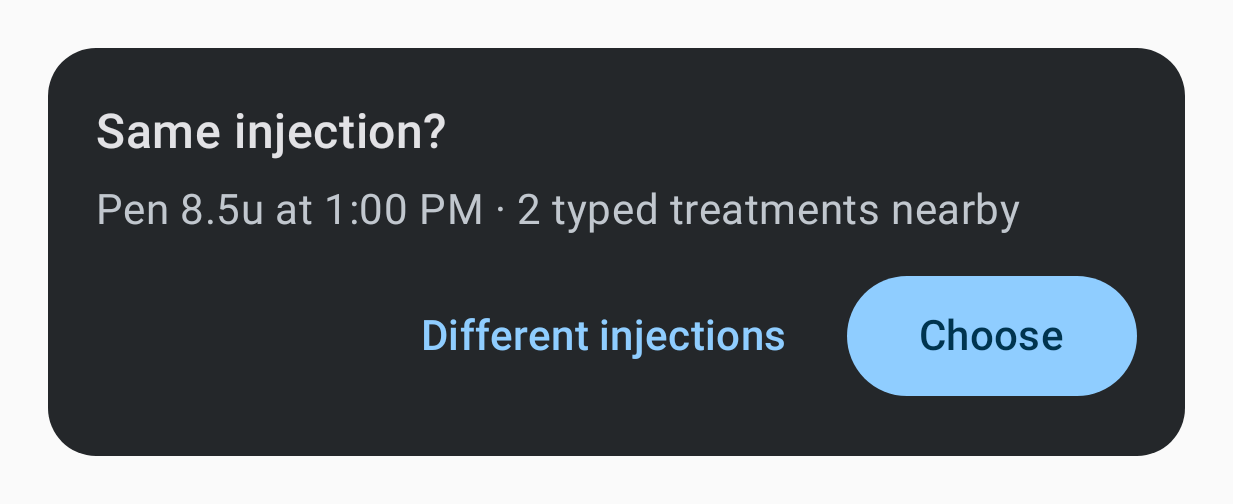 Same injection?
Pen 8.5u at 1:00 PM · 2 typed treatments nearby
Different injections
Choose